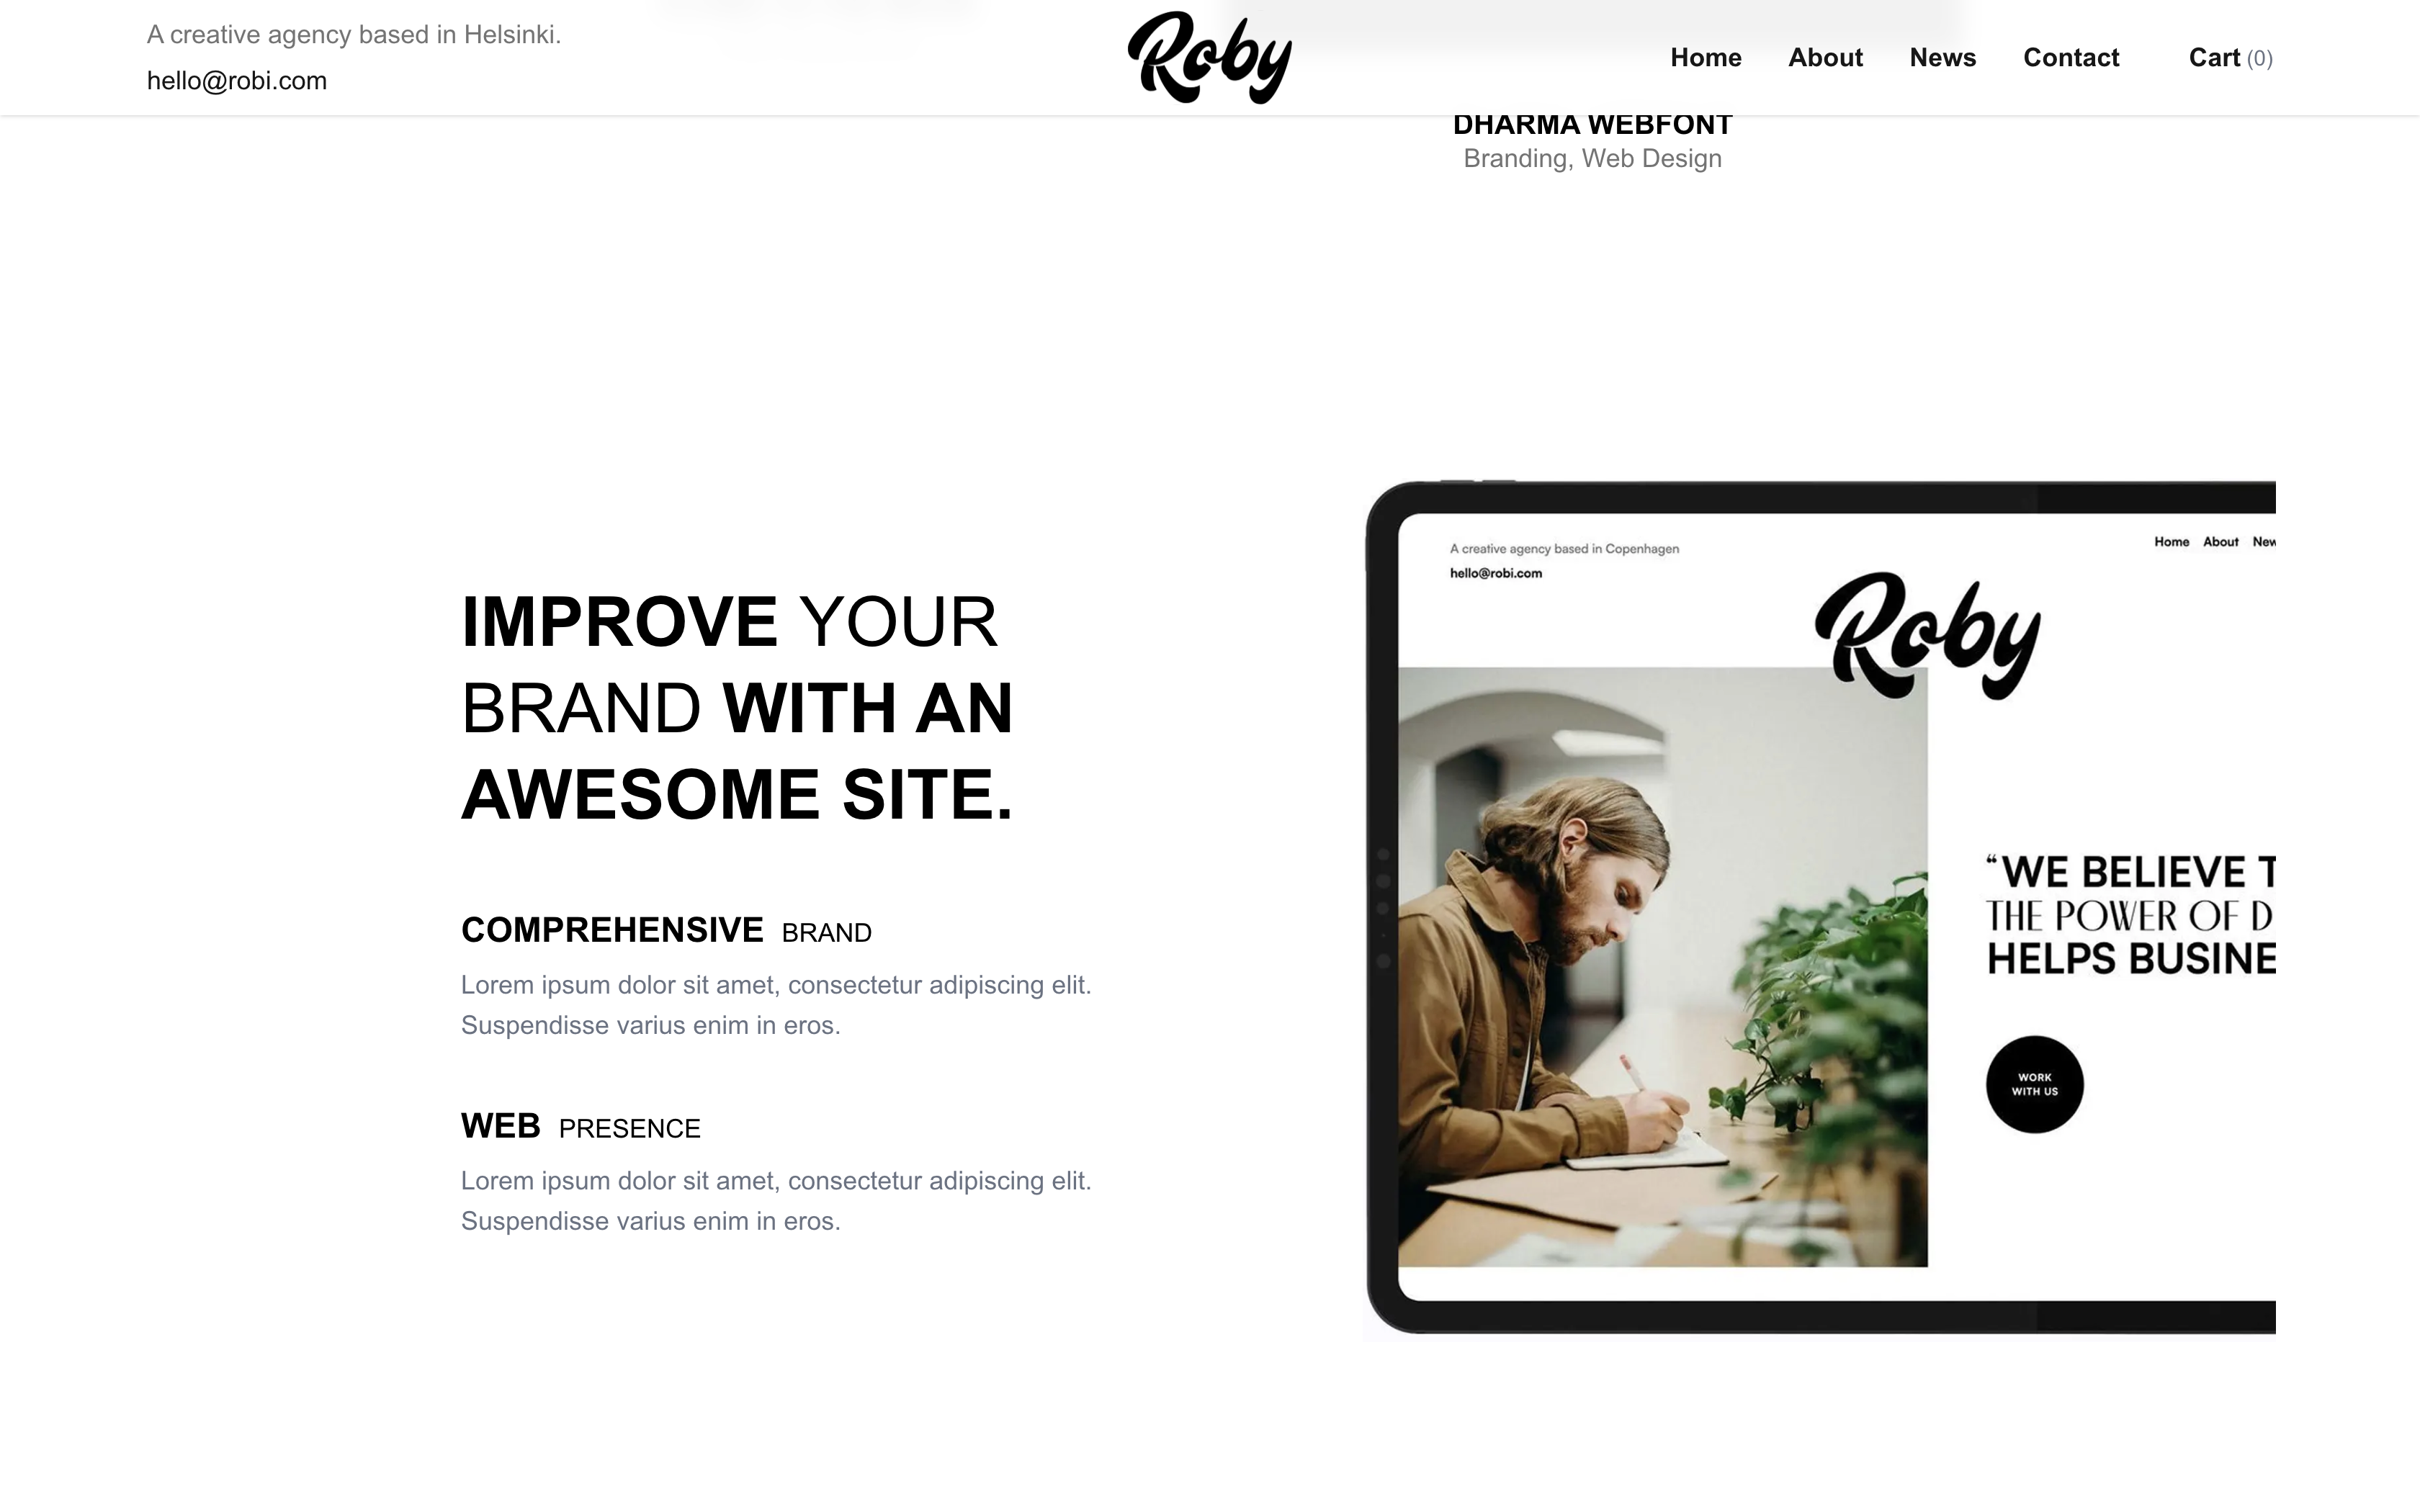 A creative agency based in Helsinki.
hello@robi.com
Roby
Home About News Contact Cart (0)
DHARMA WEBFONT
Branding, Web Design
IMPROVE YOUR
BRAND WITH AN
AWESOME SITE.
COMPREHENSIVE BRAND
Lorem ipsum dolor sit amet, consectetur adipiscing elit.
Suspendisse varius enim in eros.
WEB PRESENCE
Lorem ipsum dolor sit amet, consectetur adipiscing elit.
Suspendisse varius enim in eros.
A creative agency based in Copenhagen
hello@robi.com
Home About New
Roby
“WE BELIEVE T
THE POWER OF D
HELPS BUSINE
WORK
WITH US